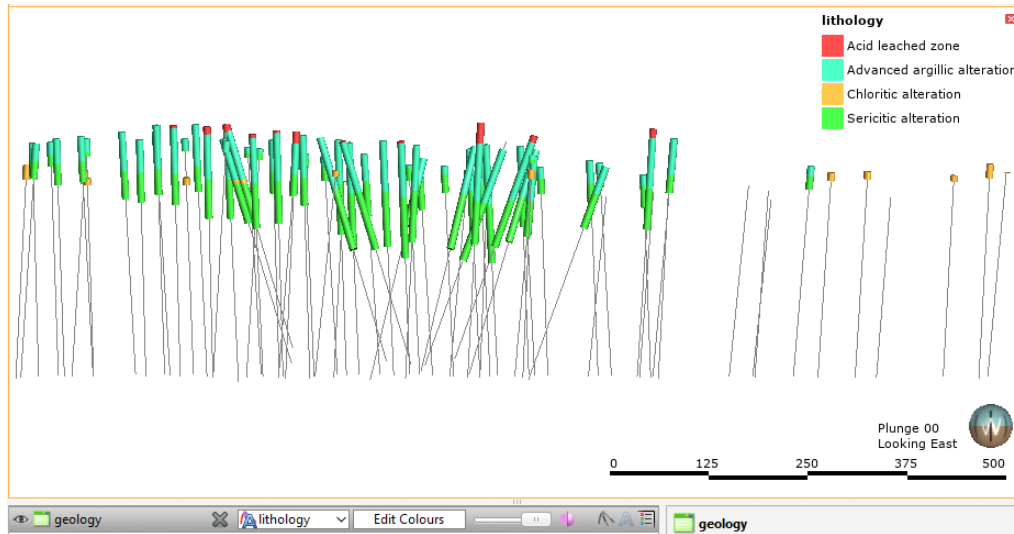 lithology
Acid leached zone
Advanced argillic alteration
Chloritic alteration
Sericitic alteration
Plunge 00
Looking East
0 125 250 375 500
geology
lithology
Edit Colours
geology